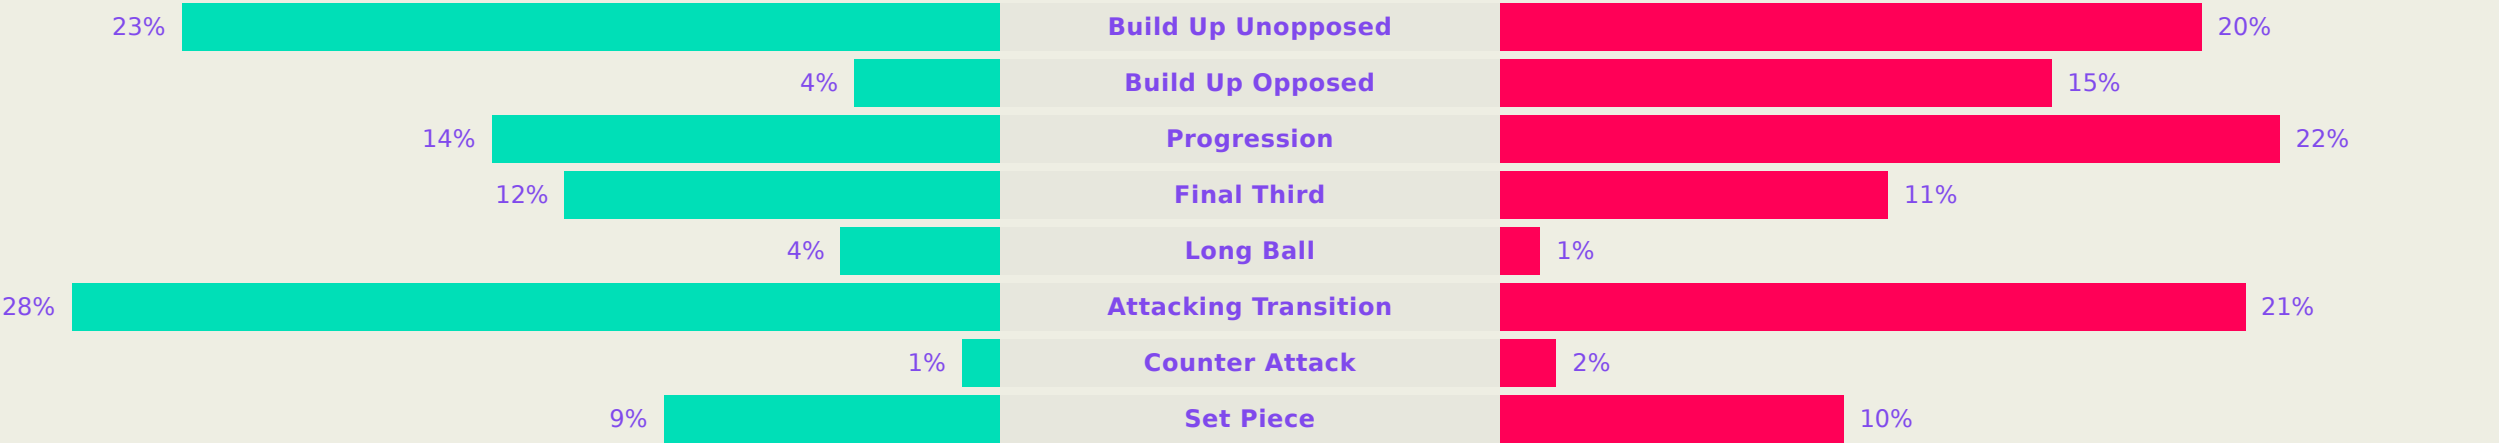 23% Build Up Unopposed 20%
4% Build Up Opposed 15%
14% Progression 22%
12% Final Third 11%
4% Long Ball 1%
28% Attacking Transition 21%
1% Counter Attack 2%
9% Set Piece 10%